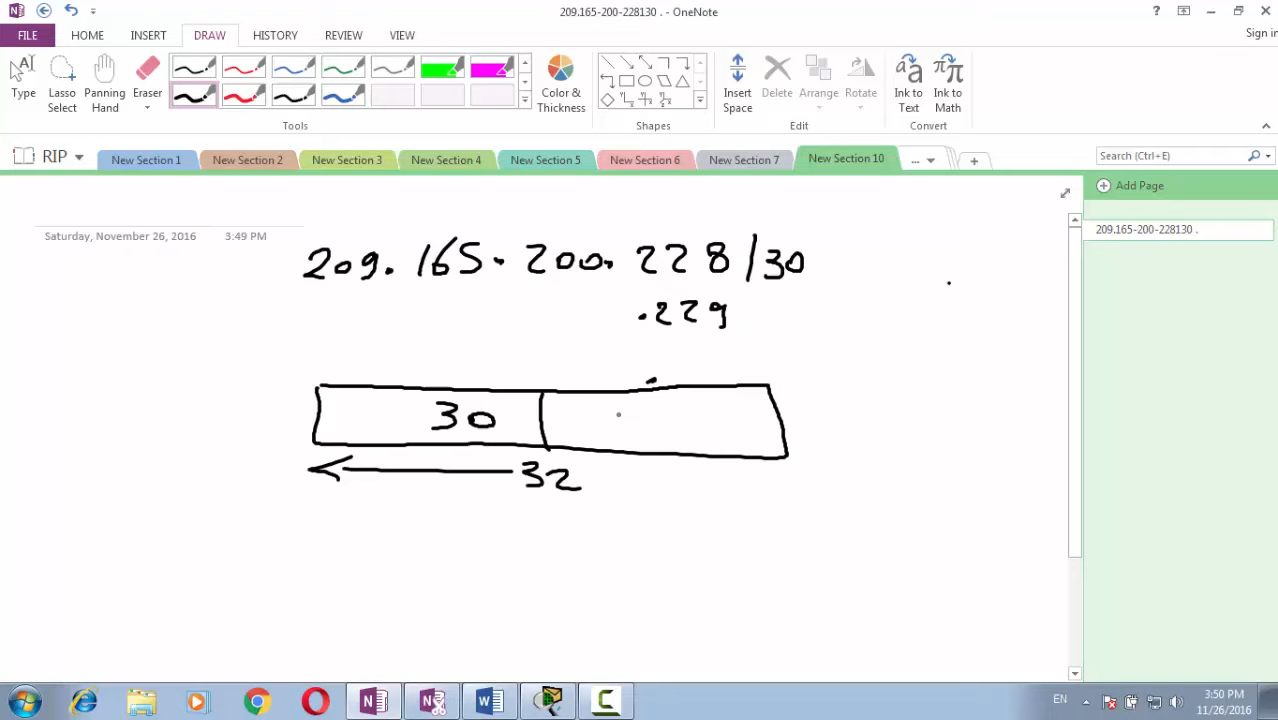 209.165-200-228130 . - OneNote
?
FILE HOME INSERT DRAW HISTORY REVIEW VIEW
Sign in
Type
Lasso Select
Panning Hand
Eraser
Color & Thickness
Insert Space
Delete
Arrange
Rotate
Ink to Text
Ink to Math
Tools
Shapes
Edit
Convert
RIP
New Section 1
New Section 2
New Section 3
New Section 4
New Section 5
New Section 6
New Section 7
New Section 10
...
Search (Ctrl+E)
Add Page
209.165-200-228130 .
Saturday, November 26, 2016 3:49 PM
209.165.200.228/30
.229
30
32
EN
3:50 PM
11/26/2016